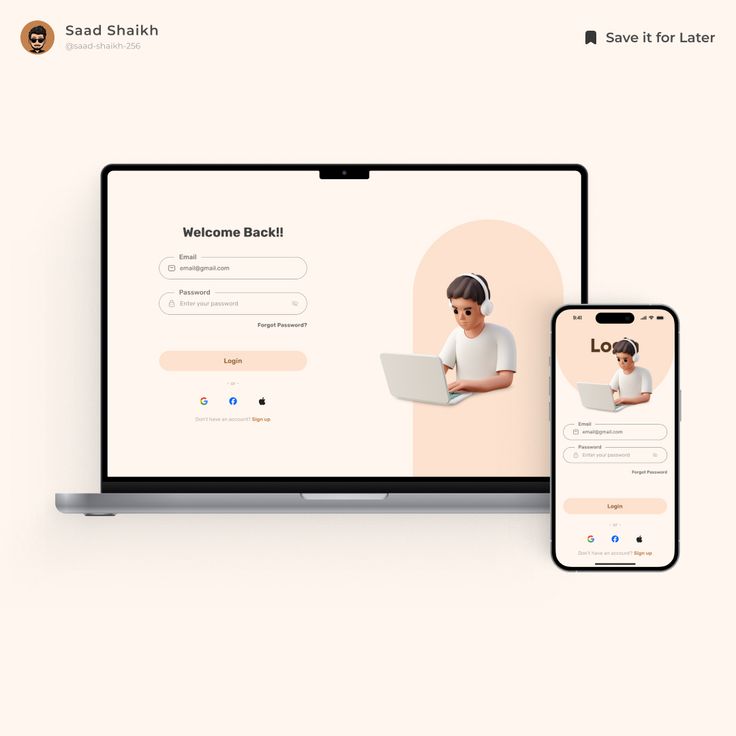 Saad Shaikh
@saad-shaikh-256
Save it for Later
Welcome Back!!
Email
email@gmail.com
Password
Enter your password
Forgot Password?
Login
- or -
Don't have an account? Sign up
9:41
Login
Email
email@gmail.com
Password
Enter your password
Forgot Password
Login
- or -
Don't have an account? Sign up